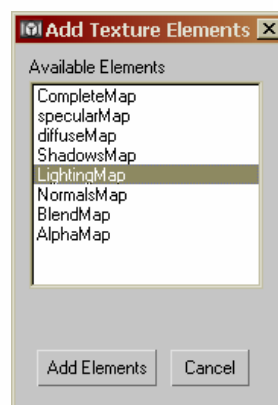 Add Texture Elements
Available Elements
CompleteMap
specularMap
diffuseMap
ShadowsMap
LightingMap
NormalsMap
BlendMap
AlphaMap
Add Elements Cancel